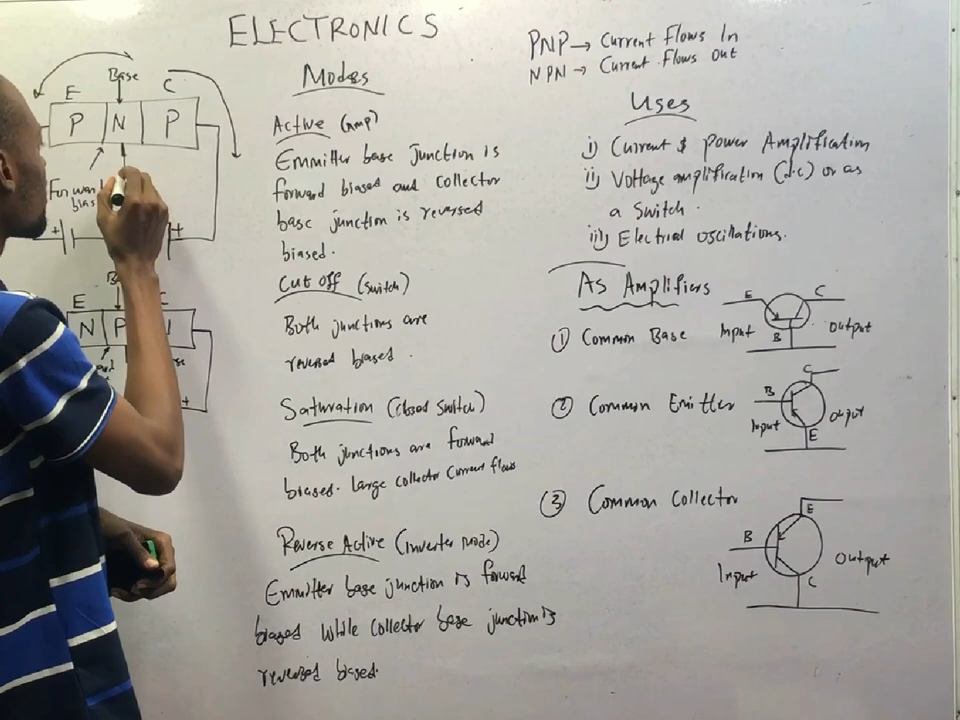 ELECTRONICS
PNP → Current Flows In
NPN → Current Flows Out
Base
E
C
P
N
P
Forward
bias
+
+
B
E
C
N
P
+
Modes
Active (Amp)
Emmitter base junction is
forward biased and collector
base junction is reversed
biased.
Cut off (switch)
Both junctions are
reversed biased.
Saturation (closed switch)
Both junctions are forward
biased. Large collector current flows
Reverse Active (inverter mode)
Emmitter base junction is forward
biased while collector base junction is
reversed biased.
Uses
i) Current & power Amplification
ii) Voltage amplification (d.c) or as
a switch.
iii) Electrial oscillations.
As Amplifiers
① Common Base
E
C
Input
Output
B
② Common Emitter
C
B
Input
Output
E
③ Common Collector
E
B
Input
Output
C